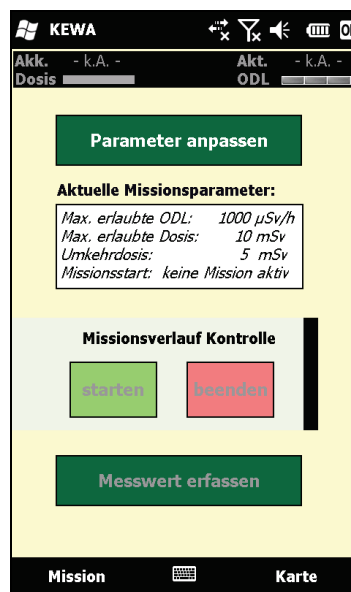 KEWA
Akk. - k.A. - Akt. - k.A. -
Dosis ODL
Parameter anpassen
Aktuelle Missionsparameter:
Max. erlaubte ODL: 1000 µSv/h
Max. erlaubte Dosis: 10 mSv
Umkehrdosis: 5 mSv
Missionsstart: keine Mission aktiv
Missionsverlauf Kontrolle
starten beenden
Messwert erfassen
Mission Karte